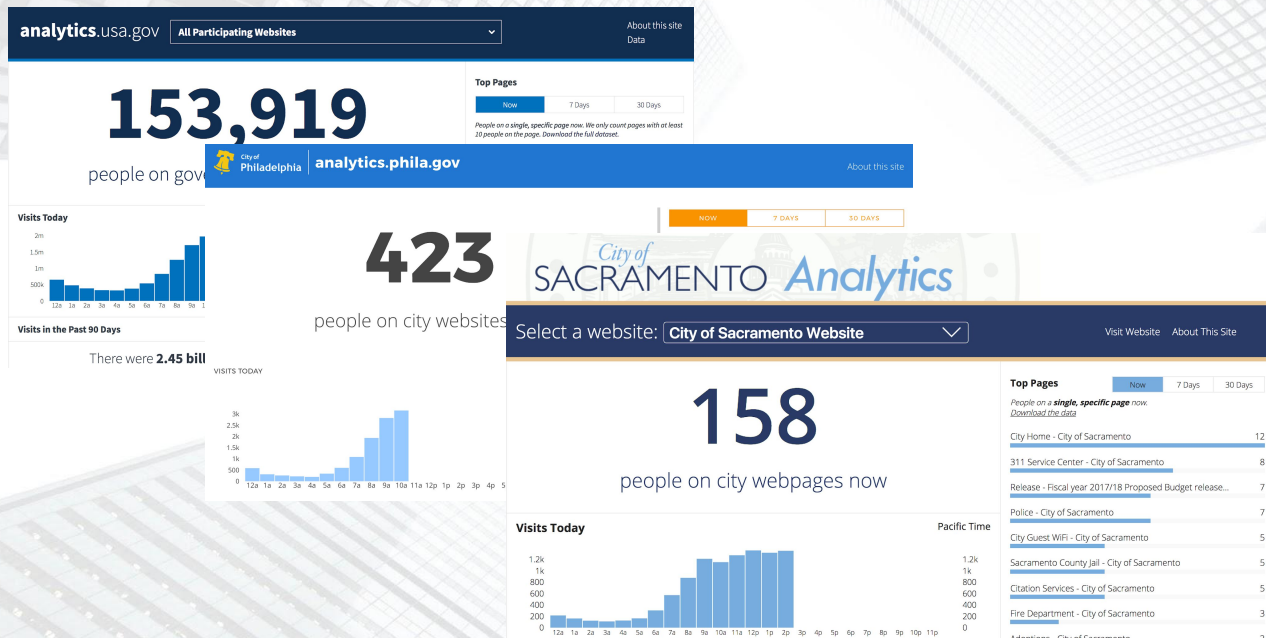 analytics.usa.gov
All Participating Websites
About this site
Data
153,919
people on gov
Top Pages
Now 7 Days 30 Days
People on a single, specific page now. We only count pages with at least
10 people on the page. Download the full dataset.
Visits Today
2m
1.5m
1m
500k
0
12a 1a 2a 3a 4a 5a 6a 7a 8a 9a 1
Visits in the Past 90 Days
There were 2.45 bill
City of
Philadelphia
analytics.phila.gov
About this site
NOW 7 DAYS 30 DAYS
423
people on city websites
VISITS TODAY
3k
2.5k
2k
1.5k
1k
500
0
12a 1a 2a 3a 4a 5a 6a 7a 8a 9a 10a 11a 12p 1p 2p 3p 4p 5
City of
SACRAMENTO Analytics
Select a website: City of Sacramento Website
Visit Website About This Site
158
people on city webpages now
Visits Today
Pacific Time
1.2k 1.2k
1k 1k
800 800
600 600
400 400
200 200
0 0
12a 1a 2a 3a 4a 5a 6a 7a 8a 9a 10a 11a 12p 1p 2p 3p 4p 5p 6p 7p 8p 9p 10p 11p
Top Pages
Now 7 Days 30 Days
People on a single, specific page now.
Download the data
City Home - City of Sacramento 12
311 Service Center - City of Sacramento 8
Release - Fiscal year 2017/18 Proposed Budget release... 7
Police - City of Sacramento 7
City Guest WiFi - City of Sacramento 5
Sacramento County Jail - City of Sacramento 5
Citation Services - City of Sacramento 5
Fire Department - City of Sacramento 3